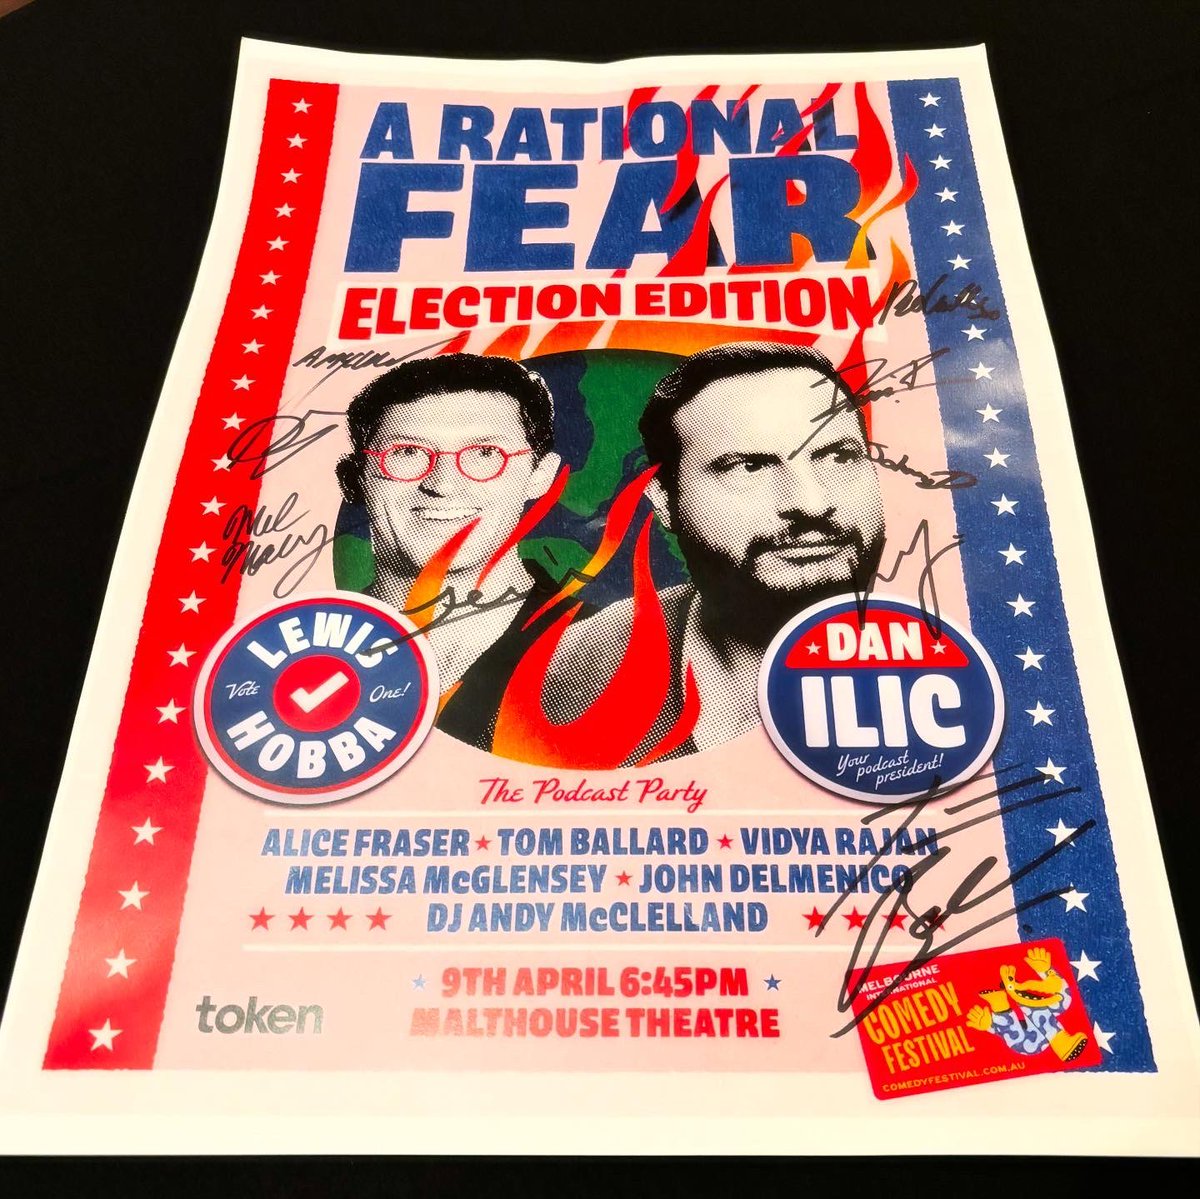 A RATIONAL
FEAR
ELECTION EDITION
Mel
LEWIS
Vote One!
HOBBA
DAN
ILIC
Your podcast president!
The Podcast Party
ALICE FRASER ★ TOM BALLARD ★ VIDYA RAJAN
MELISSA McGLENSEY ★ JOHN DELMENICO
DJ ANDY McCLELLAND
9TH APRIL 6:45PM
MALTHOUSE THEATRE
token
MELBOURNE
INTERNATIONAL
COMEDY
FESTIVAL
COMEDYFESTIVAL.COM.AU